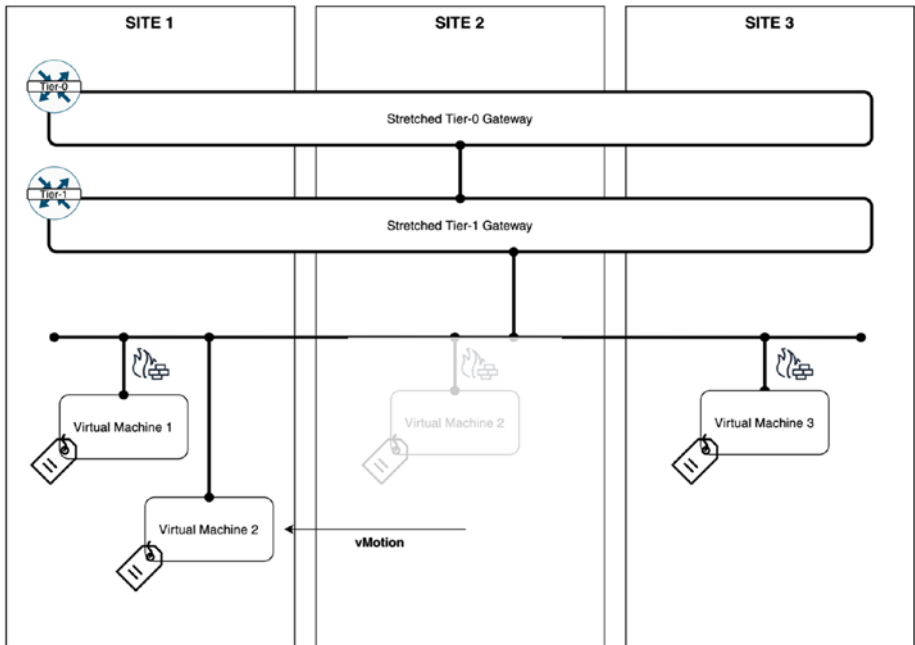 SITE 1
SITE 2
SITE 3
Tier-0
Stretched Tier-0 Gateway
Tier-1
Stretched Tier-1 Gateway
Virtual Machine 1
Virtual Machine 2
Virtual Machine 3
Virtual Machine 2
vMotion